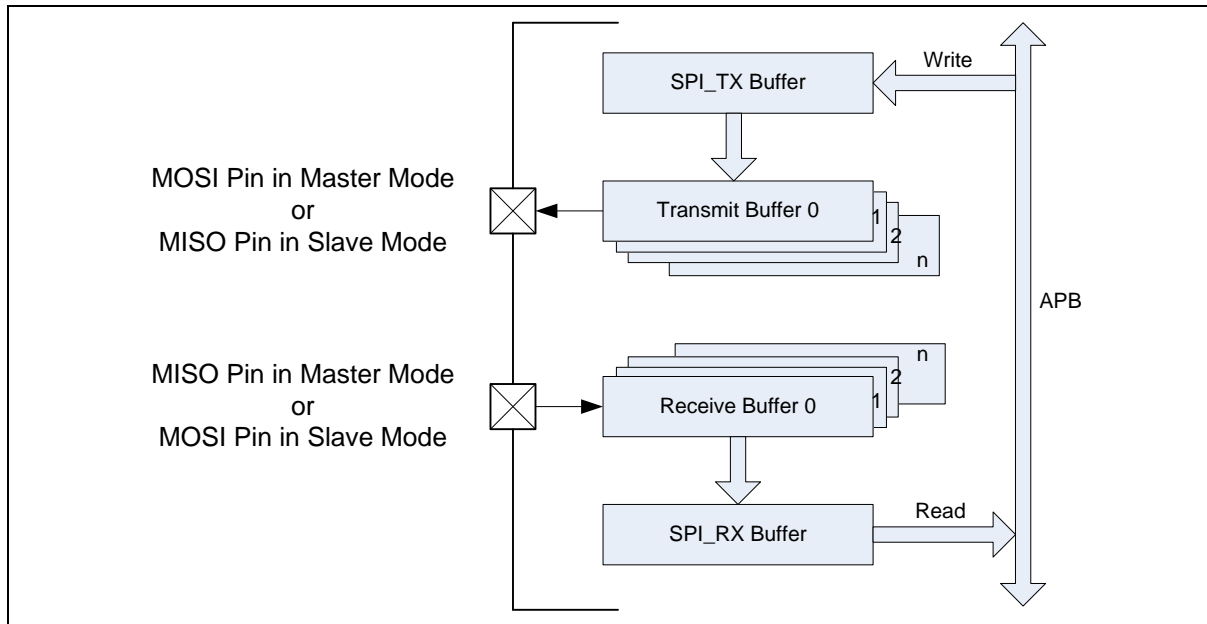 Write
SPI_TX Buffer
MOSI Pin in Master Mode
or
MISO Pin in Slave Mode
Transmit Buffer 0
1
2
n
APB
n
2
1
MISO Pin in Master Mode
or
MOSI Pin in Slave Mode
Receive Buffer 0
Read
SPI_RX Buffer